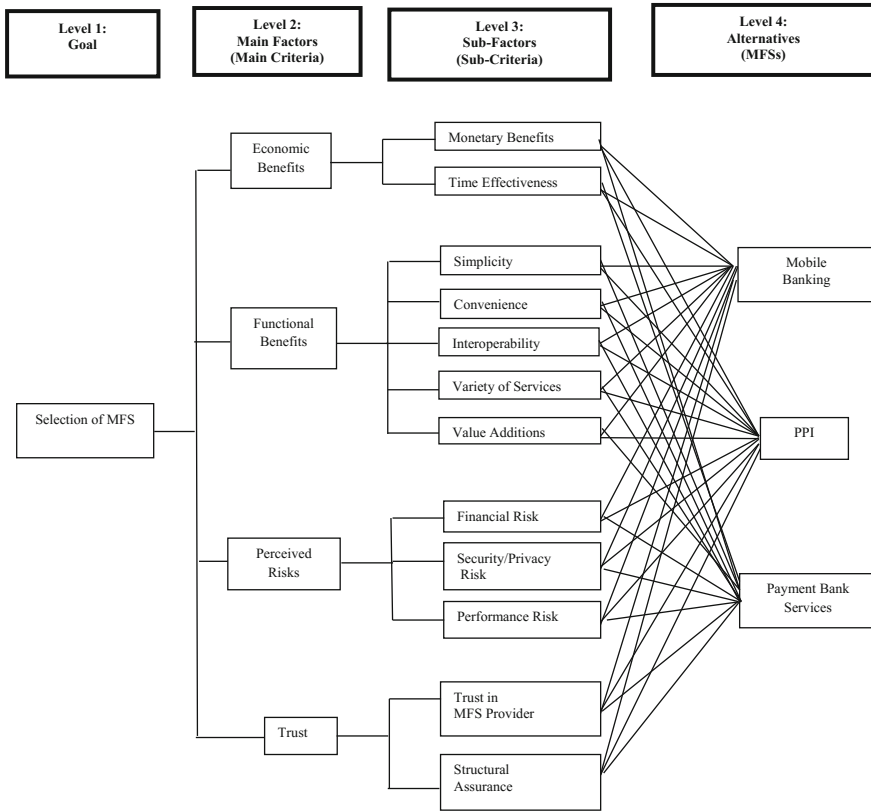 Level 1:
Goal
Level 2:
Main Factors
(Main Criteria)
Level 3:
Sub-Factors
(Sub-Criteria)
Level 4:
Alternatives
(MFSs)
Selection of MFS
Economic
Benefits
Functional
Benefits
Perceived
Risks
Trust
Monetary Benefits
Time Effectiveness
Simplicity
Convenience
Interoperability
Variety of Services
Value Additions
Financial Risk
Security/Privacy
Risk
Performance Risk
Trust in
MFS Provider
Structural
Assurance
Mobile
Banking
PPI
Payment Bank
Services